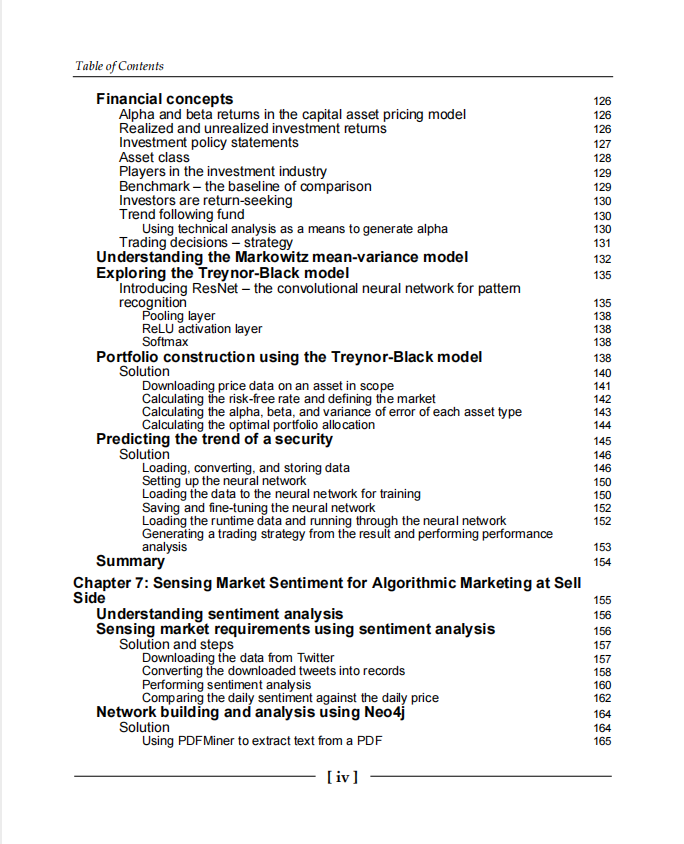 Table of Contents
Financial concepts 126
Alpha and beta returns in the capital asset pricing model 126
Realized and unrealized investment returns 126
Investment policy statements 127
Asset class 128
Players in the investment industry 129
Benchmark – the baseline of comparison 129
Investors are return-seeking 130
Trend following fund 130
Using technical analysis as a means to generate alpha 130
Trading decisions – strategy 131
Understanding the Markowitz mean-variance model 132
Exploring the Treynor-Black model 135
Introducing ResNet – the convolutional neural network for pattern
recognition 135
Pooling layer 138
ReLU activation layer 138
Softmax 138
Portfolio construction using the Treynor-Black model 138
Solution 140
Downloading price data on an asset in scope 141
Calculating the risk-free rate and defining the market 142
Calculating the alpha, beta, and variance of error of each asset type 143
Calculating the optimal portfolio allocation 144
Predicting the trend of a security 145
Solution 146
Loading, converting, and storing data 146
Setting up the neural network 150
Loading the data to the neural network for training 150
Saving and fine-tuning the neural network 152
Loading the runtime data and running through the neural network 152
Generating a trading strategy from the result and performing performance
analysis 153
Summary 154
Chapter 7: Sensing Market Sentiment for Algorithmic Marketing at Sell
Side 155
Understanding sentiment analysis 156
Sensing market requirements using sentiment analysis 156
Solution and steps 157
Downloading the data from Twitter 157
Converting the downloaded tweets into records 158
Performing sentiment analysis 160
Comparing the daily sentiment against the daily price 162
Network building and analysis using Neo4j 164
Solution 164
Using PDFMiner to extract text from a PDF 165
[ iv ]